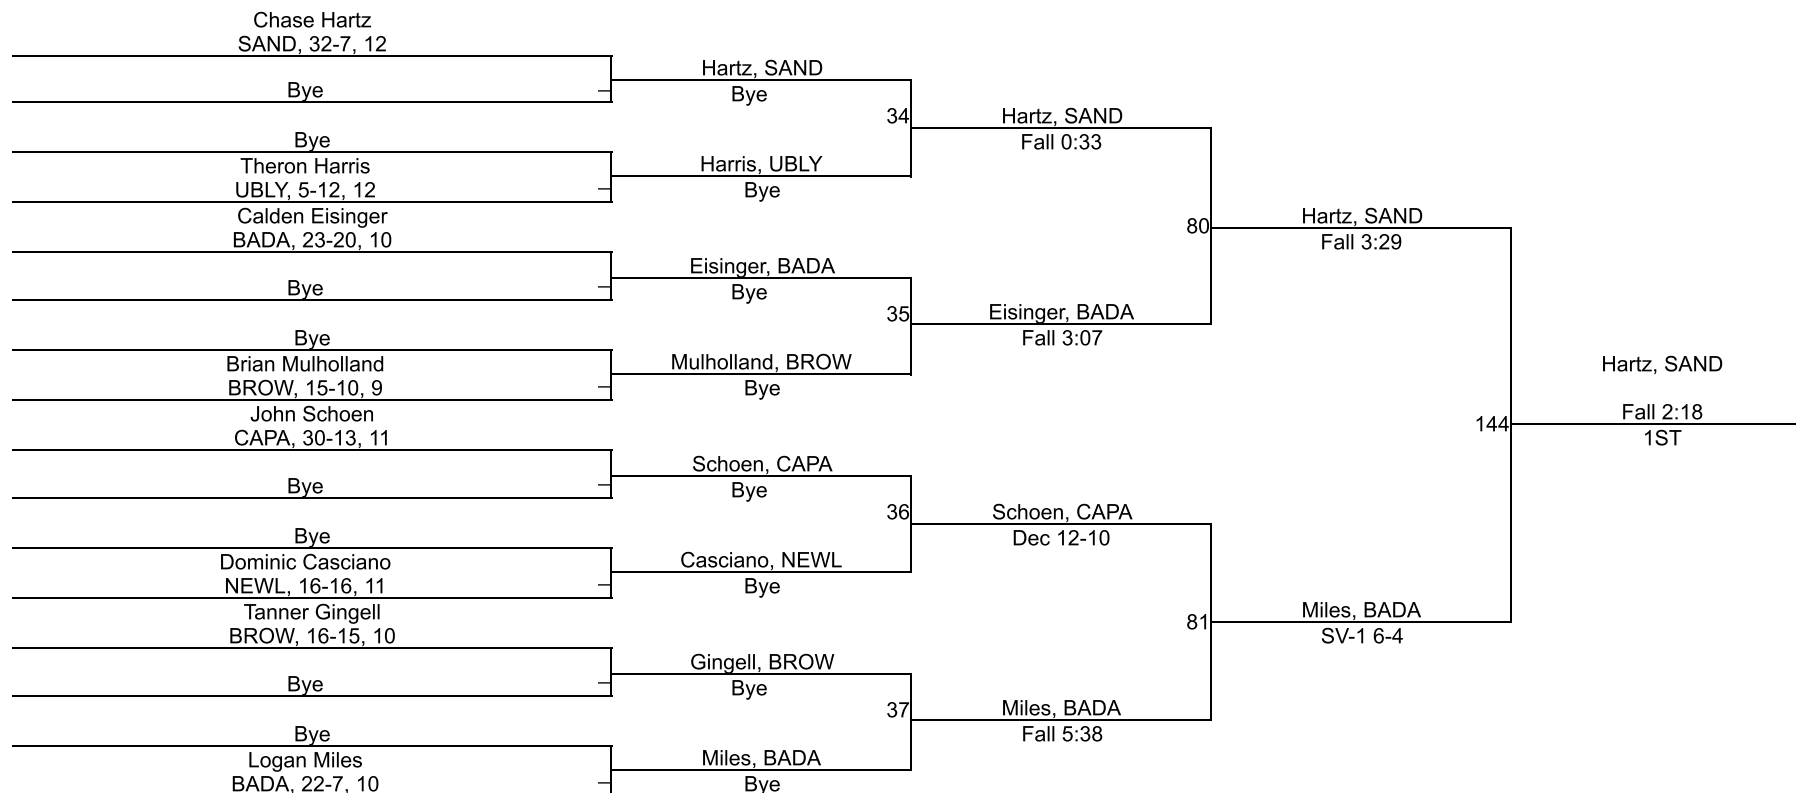 Chase Hartz
SAND, 32-7, 12
Bye
Bye
Theron Harris
UBLY, 5-12, 12
Calden Eisinger
BADA, 23-20, 10
Bye
Bye
Brian Mulholland
BROW, 15-10, 9
John Schoen
CAPA, 30-13, 11
Bye
Bye
Dominic Casciano
NEWL, 16-16, 11
Tanner Gingell
BROW, 16-15, 10
Bye
Bye
Logan Miles
BADA, 22-7, 10
Hartz, SAND
Bye
34
Harris, UBLY
Bye
Eisinger, BADA
Bye
35
Mulholland, BROW
Bye
Schoen, CAPA
Bye
36
Casciano, NEWL
Bye
Gingell, BROW
Bye
37
Miles, BADA
Bye
Hartz, SAND
Fall 0:33
80
Eisinger, BADA
Fall 3:07
Schoen, CAPA
Dec 12-10
81
Miles, BADA
Fall 5:38
Hartz, SAND
Fall 3:29
144
Miles, BADA
SV-1 6-4
Hartz, SAND
Fall 2:18
1ST